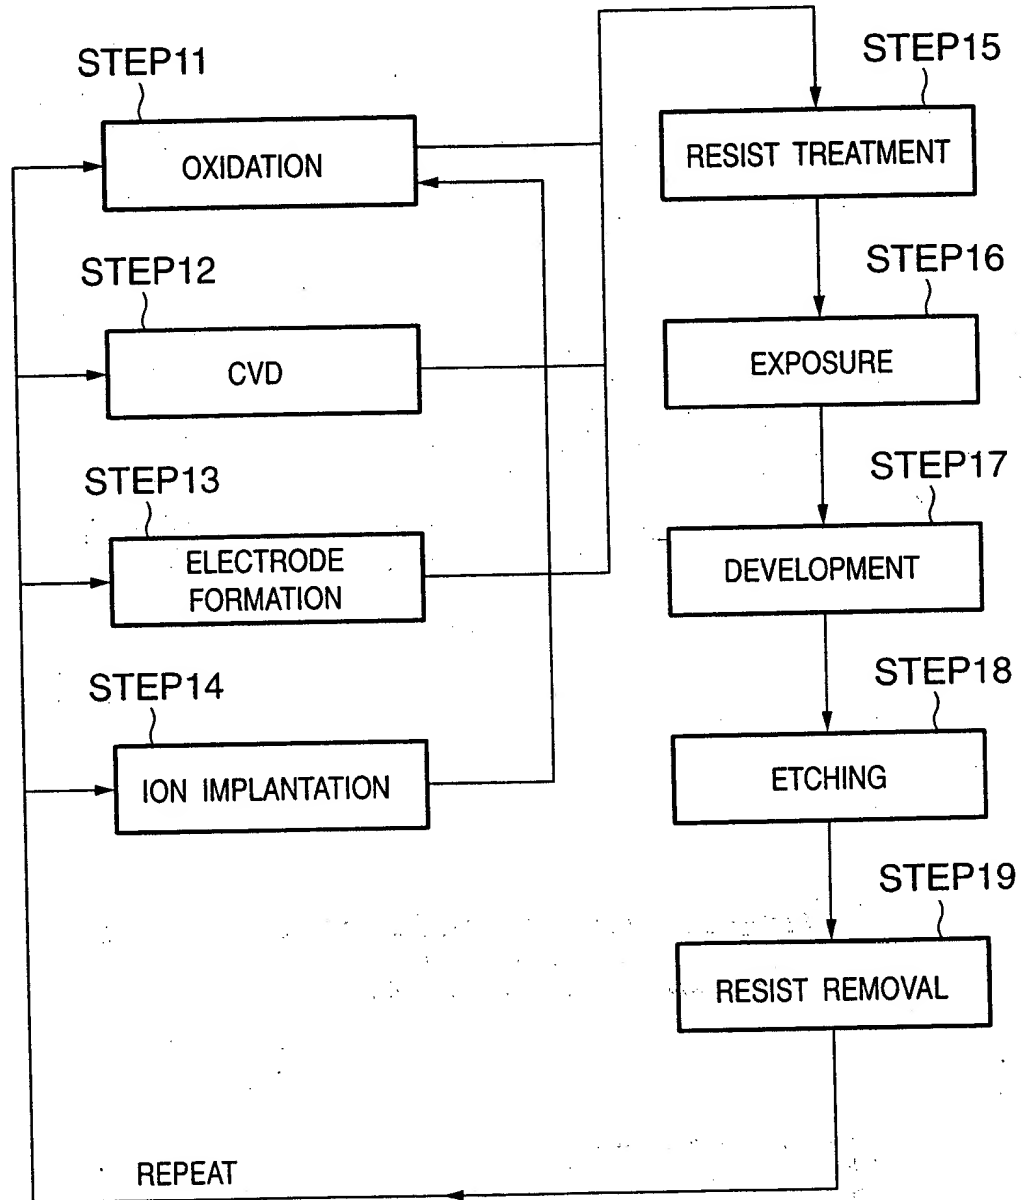 STEP11
OXIDATION
STEP12
CVD
STEP13
ELECTRODE
FORMATION
STEP14
ION IMPLANTATION
STEP15
RESIST TREATMENT
STEP16
EXPOSURE
STEP17
DEVELOPMENT
STEP18
ETCHING
STEP19
RESIST REMOVAL
REPEAT